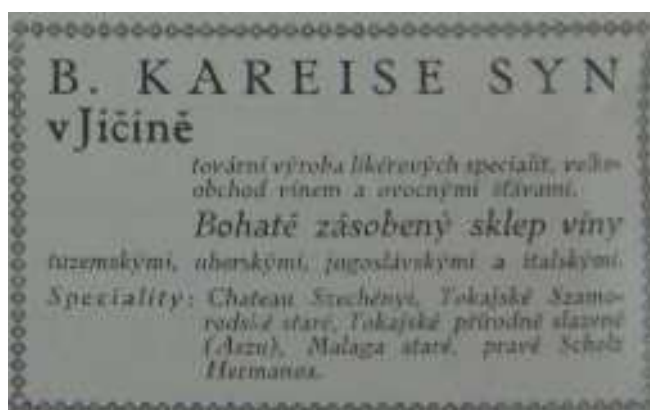 B. KAREISE SYN
v Jičíně
tovární výroba likérových specialit, velko-
obchod vínem a ovocnými šťávami.
Bohatě zásobený sklep víny
tuzemskými, uherskými, jugoslávskými a italskými.
Speciality: Chateau Szechényi, Tokajské Szamo-
rodské staré, Tokajské přírodně slazené
(Aszu), Malaga staré, pravé Scholz
Hermanos.